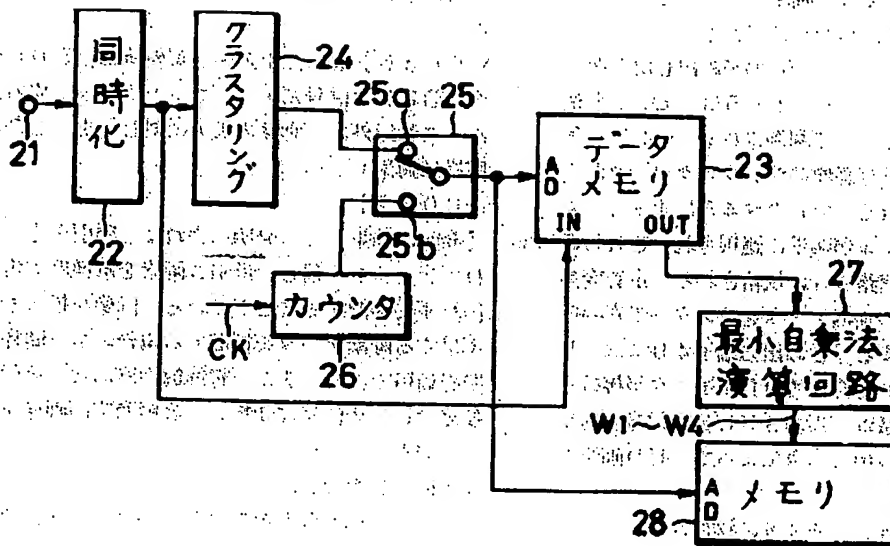 同時化
クラスタリング
24
21
22
25a
25
25b
データ
メモリ
AD
IN
OUT
23
カウンタ
CK
26
27
最小自乗法
演算回路
W1～W4
メモリ
AD
28